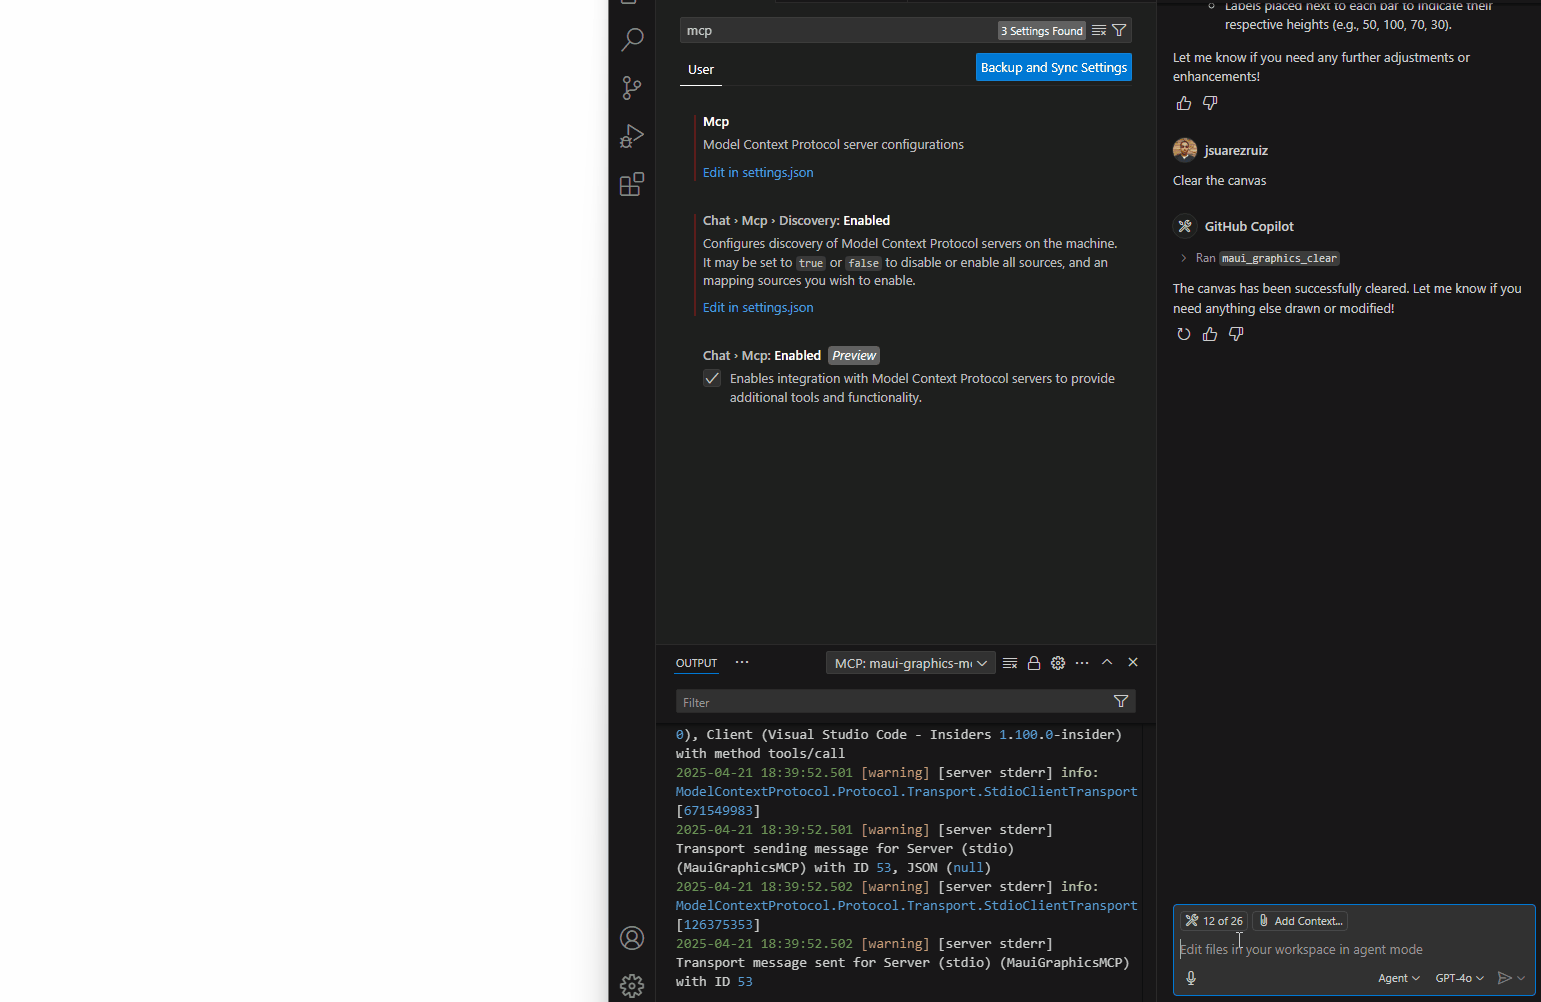 mcp
3 Settings Found
User
Backup and Sync Settings
Mcp
Model Context Protocol server configurations
Edit in settings.json
Chat › Mcp › Discovery: Enabled
Configures discovery of Model Context Protocol servers on the machine.
It may be set to true or false to disable or enable all sources, and an
mapping sources you wish to enable.
Edit in settings.json
Chat › Mcp: Enabled Preview
Enables integration with Model Context Protocol servers to provide
additional tools and functionality.
OUTPUT
MCP: maui-graphics-m
Filter
0), Client (Visual Studio Code - Insiders 1.100.0-insider)
with method tools/call
2025-04-21 18:39:52.501 [warning] [server stderr] info:
ModelContextProtocol.Protocol.Transport.StdioClientTransport
[671549983]
2025-04-21 18:39:52.501 [warning] [server stderr]
Transport sending message for Server (stdio)
(MauiGraphicsMCP) with ID 53, JSON (null)
2025-04-21 18:39:52.502 [warning] [server stderr] info:
ModelContextProtocol.Protocol.Transport.StdioClientTransport
[126375353]
2025-04-21 18:39:52.502 [warning] [server stderr]
Transport message sent for Server (stdio) (MauiGraphicsMCP)
with ID 53
Labels placed next to each bar to indicate their
respective heights (e.g., 50, 100, 70, 30).
Let me know if you need any further adjustments or
enhancements!
jsuarezruiz
Clear the canvas
GitHub Copilot
Ran maui_graphics_clear
The canvas has been successfully cleared. Let me know if you
need anything else drawn or modified!
12 of 26
Add Context...
Edit files in your workspace in agent mode
Agent
GPT-4o